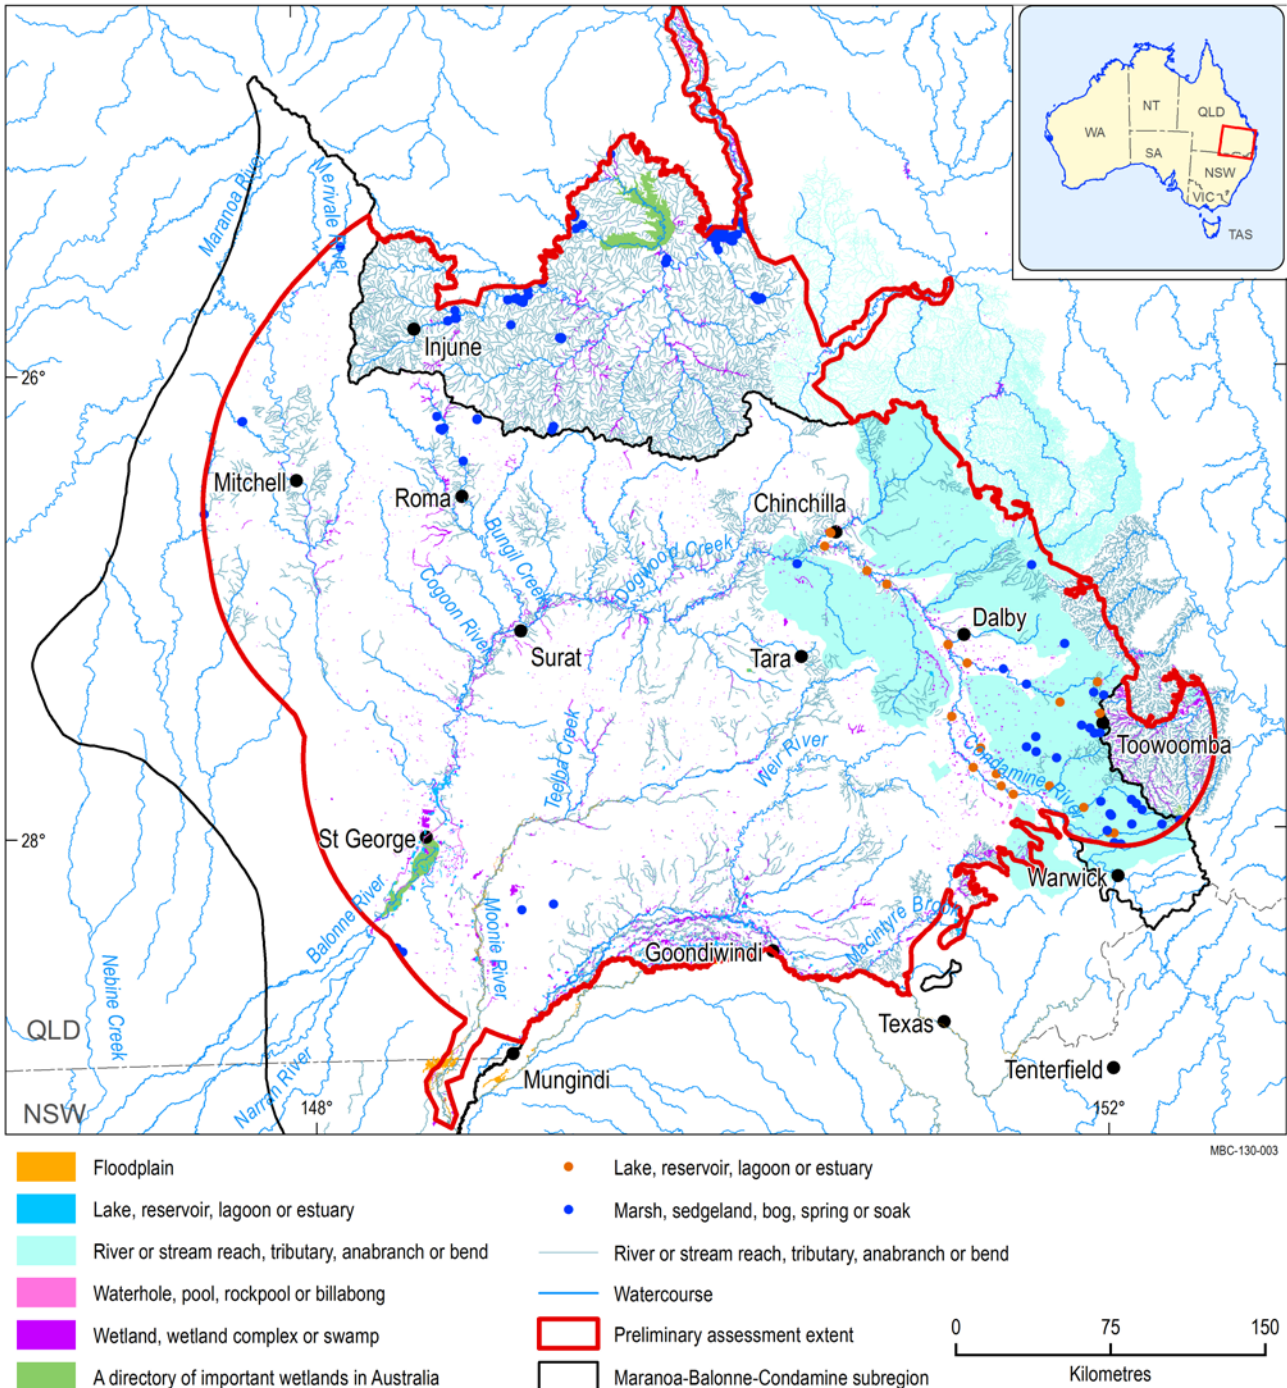 NT
QLD
WA
SA
NSW
VIC
TAS
Maranoa River
Merivale River
Injune
26°
Mitchell
Roma
Chinchilla
Bungil Creek
Dogwood Creek
Cogoon River
Dalby
Surat
Tara
Toowoomba
Teelba Creek
Weir River
Condamine River
St George
28°
Warwick
Balonne River
Moonie River
Macintyre Brook
Goondiwindi
Nebine Creek
QLD
Texas
Narran River
Mungindi
Tenterfield
NSW
148°
152°
MBC-130-003
Floodplain
Lake, reservoir, lagoon or estuary
River or stream reach, tributary, anabranch or bend
Waterhole, pool, rockpool or billabong
Wetland, wetland complex or swamp
A directory of important wetlands in Australia
Lake, reservoir, lagoon or estuary
Marsh, sedgeland, bog, spring or soak
River or stream reach, tributary, anabranch or bend
Watercourse
Preliminary assessment extent
Maranoa-Balonne-Condamine subregion
0 75 150
Kilometres